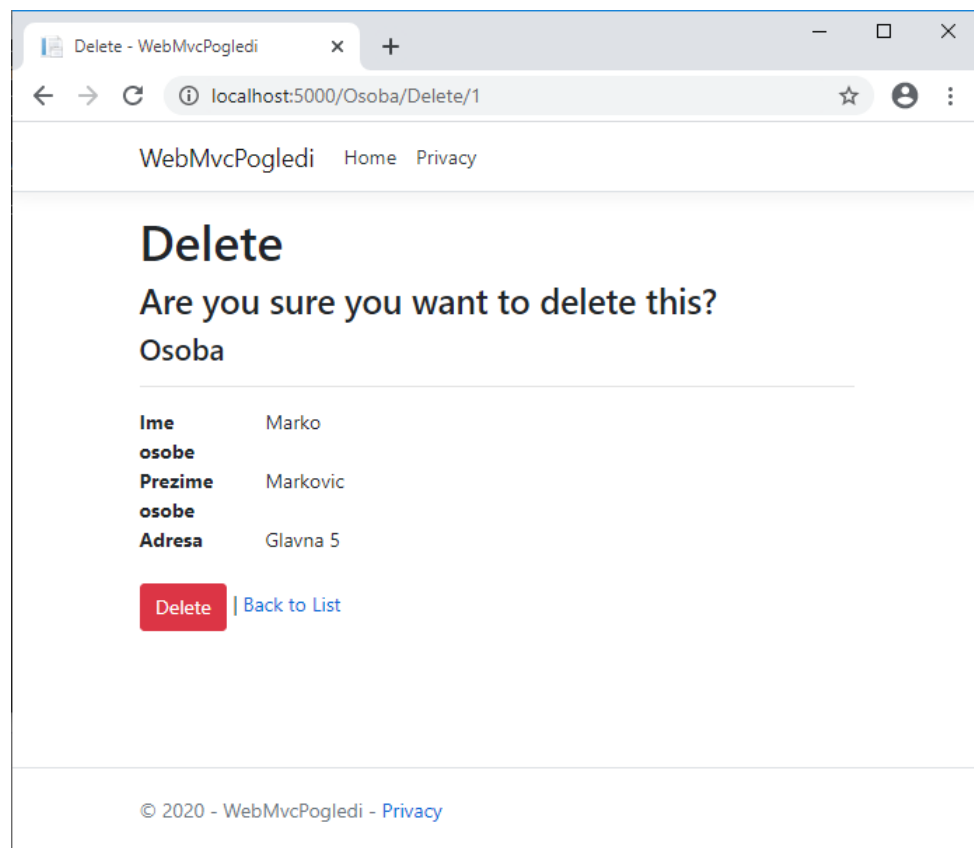 Delete - WebMvcPogledi
localhost:5000/Osoba/Delete/1
WebMvcPogledi Home Privacy
Delete
Are you sure you want to delete this?
Osoba
Ime osobe Marko
Prezime osobe Markovic
Adresa Glavna 5
Delete | Back to List
© 2020 - WebMvcPogledi - Privacy